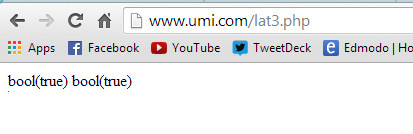 www.umi.com/lat3.php
Apps Facebook YouTube TweetDeck Edmodo | Ho
bool(true) bool(true)